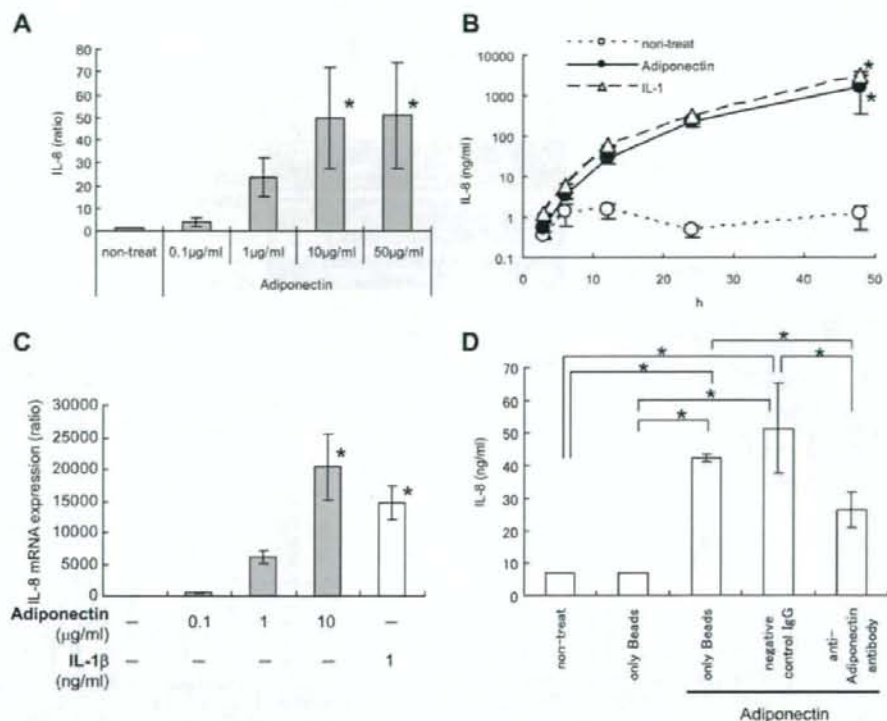 A
IL-8 (ratio)
80
70
60
50
40
30
20
10
0
*
*
non-treat
0.1μg/ml
1μg/ml
10μg/ml
50μg/ml
Adiponectin
B
non-treat
Adiponectin
IL-1
IL-8 (ng/ml)
10000
1000
100
10
1
0.1
*
*
0
10
20
30
40
50
h
C
IL-8 mRNA expression (ratio)
30000
25000
20000
15000
10000
5000
0
*
*
Adiponectin
(μg/ml)
– 0.1 1 10 –
IL-1β
(ng/ml)
– – – – 1
D
IL-8 (ng/ml)
70
60
50
40
30
20
10
0
*
*
*
*
*
*
non-treat
only Beads
only Beads
negative
control IgG
anti-
Adiponectin
antibody
Adiponectin